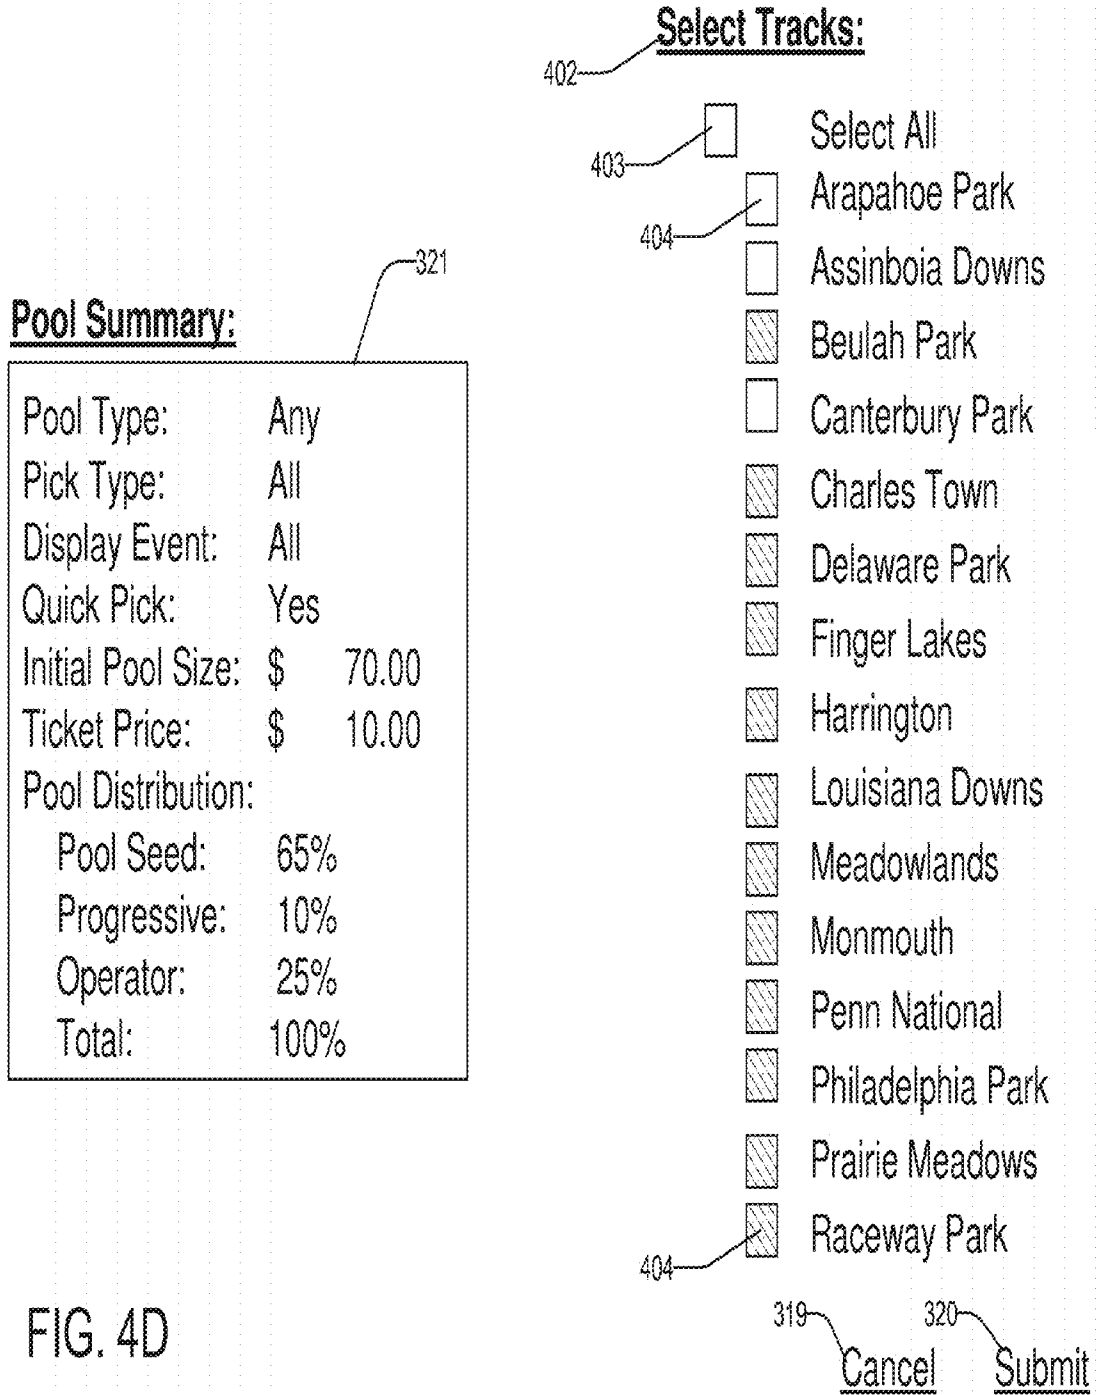 Select Tracks:
402
403
Select All
404
Arapahoe Park
Assinboia Downs
Beulah Park
Canterbury Park
Charles Town
Delaware Park
Finger Lakes
Harrington
Louisiana Downs
Meadowlands
Monmouth
Penn National
Philadelphia Park
Prairie Meadows
Raceway Park
404
321
Pool Summary:
Pool Type: Any
Pick Type: All
Display Event: All
Quick Pick: Yes
Initial Pool Size: $ 70.00
Ticket Price: $ 10.00
Pool Distribution:
Pool Seed: 65%
Progressive: 10%
Operator: 25%
Total: 100%
319
Cancel
320
Submit
FIG. 4D